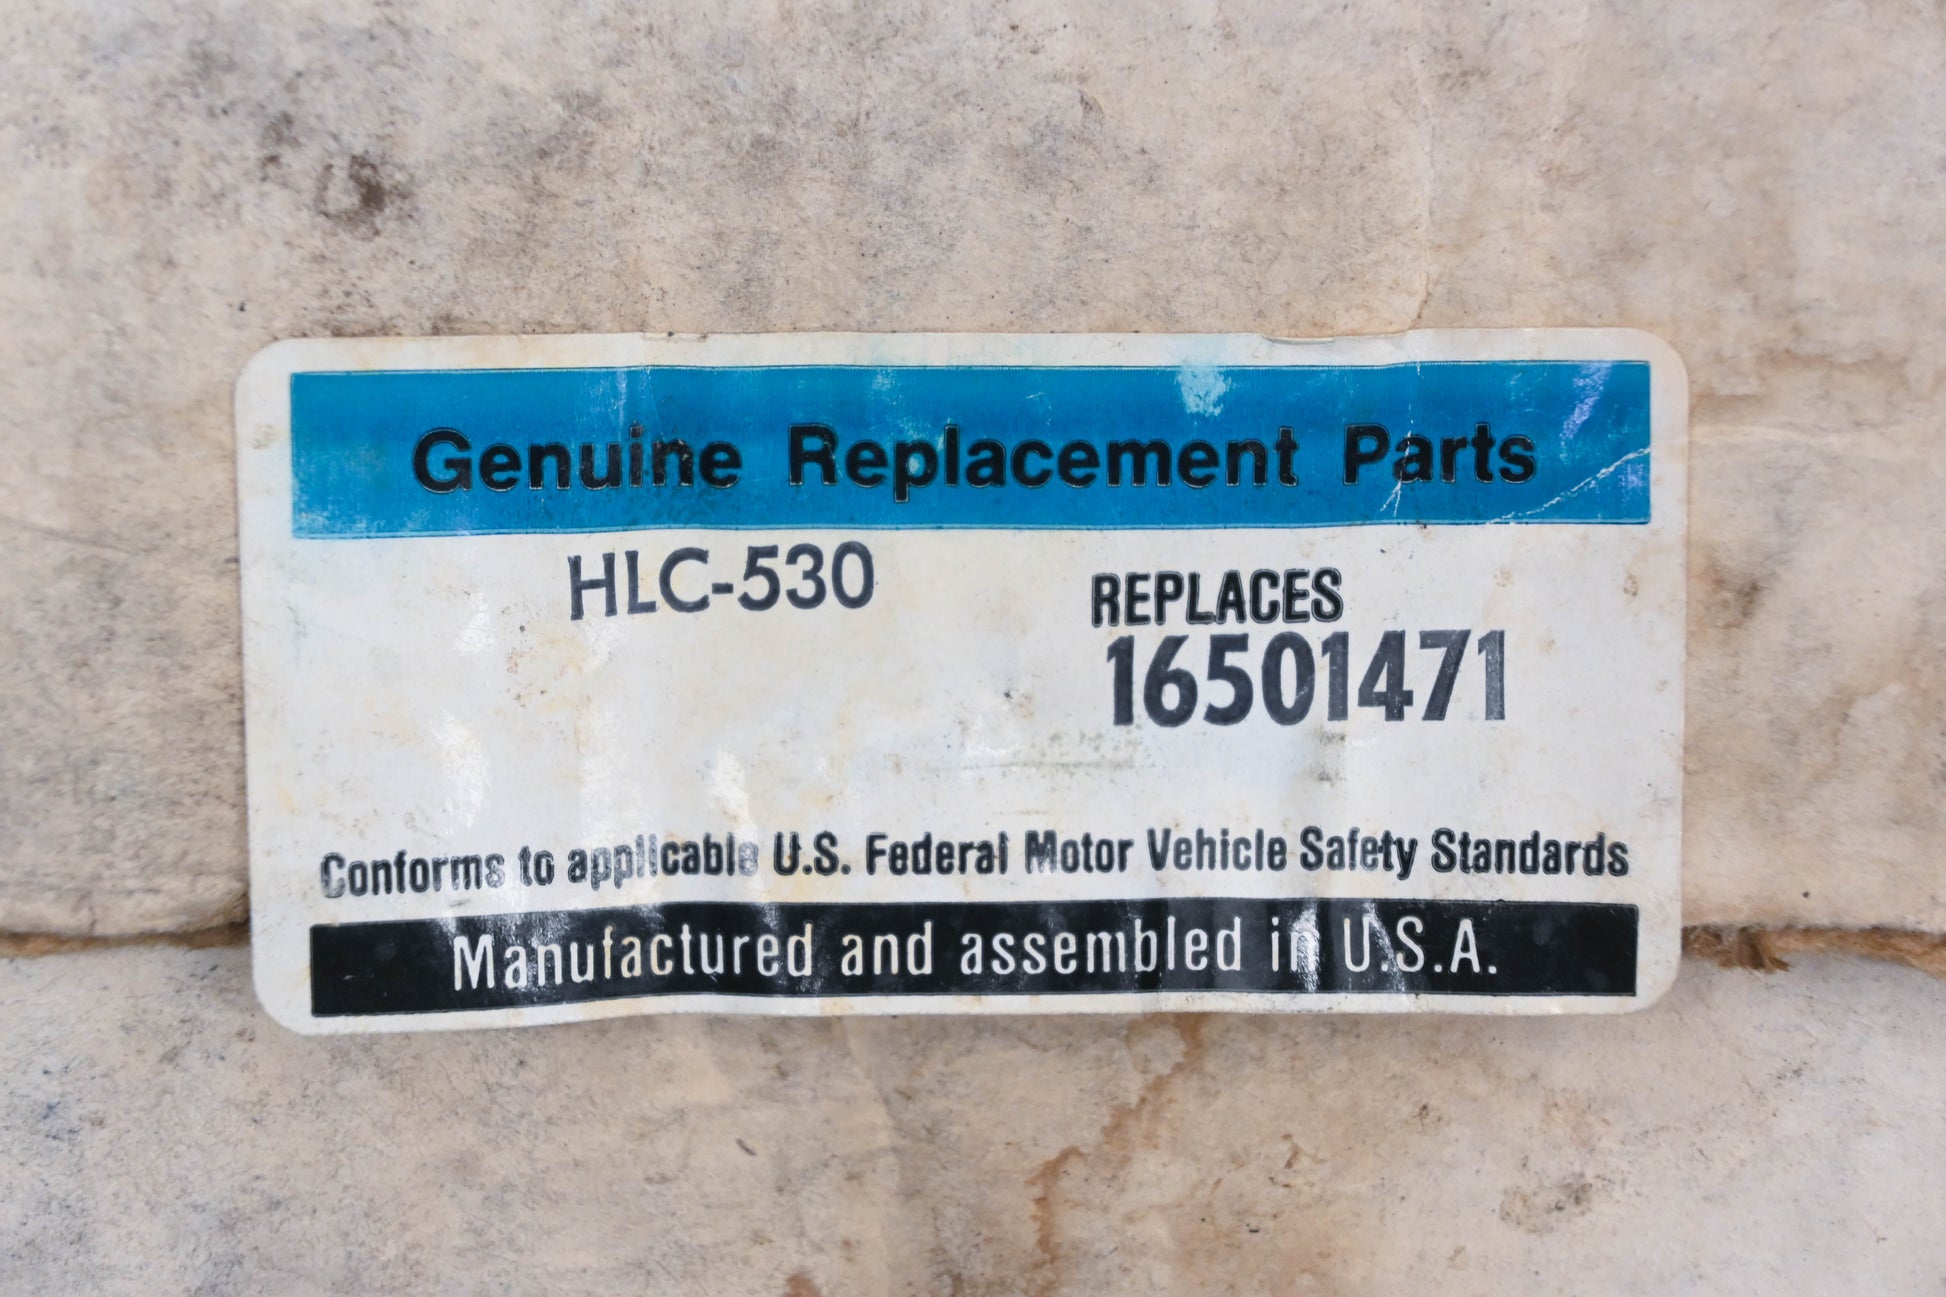 Genuine Replacement Parts
HLC-530
REPLACES
16501471
Conforms to applicable U.S. Federal Motor Vehicle Safety Standards
Manufactured and assembled in U.S.A.